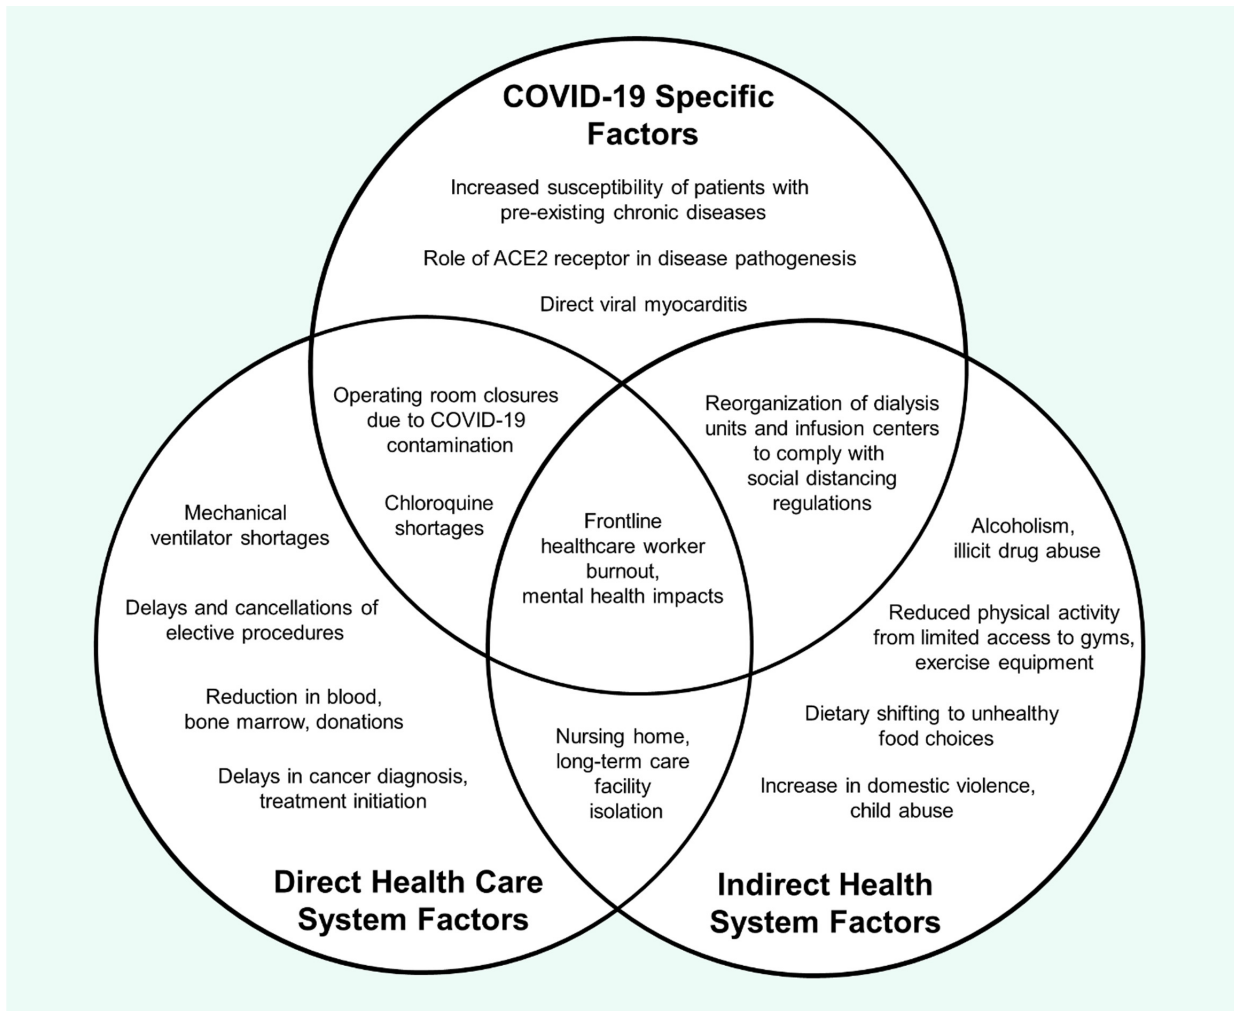 COVID-19 Specific
Factors
Increased susceptibility of patients with
pre-existing chronic diseases
Role of ACE2 receptor in disease pathogenesis
Direct viral myocarditis
Operating room closures
due to COVID-19
contamination
Chloroquine
shortages
Reorganization of dialysis
units and infusion centers
to comply with
social distancing
regulations
Frontline
healthcare worker
burnout,
mental health impacts
Mechanical
ventilator shortages
Delays and cancellations of
elective procedures
Reduction in blood,
bone marrow, donations
Delays in cancer diagnosis,
treatment initiation
Nursing home,
long-term care
facility
isolation
Alcoholism,
illicit drug abuse
Reduced physical activity
from limited access to gyms,
exercise equipment
Dietary shifting to unhealthy
food choices
Increase in domestic violence,
child abuse
Direct Health Care
System Factors
Indirect Health
System Factors